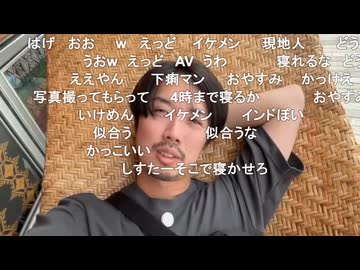 はげ おお w えっど イケメン 現地人 どう
うおw えっど AV うわ 寝れるな ど
ええやん 下痢マン おやすみ かっけえ
写真撮ってもらって 4時まで寝るか おやすみ
いけめん イケメン インドぽい
似合う 似合うな
かっこいい
しすたーそこで寝かせろ